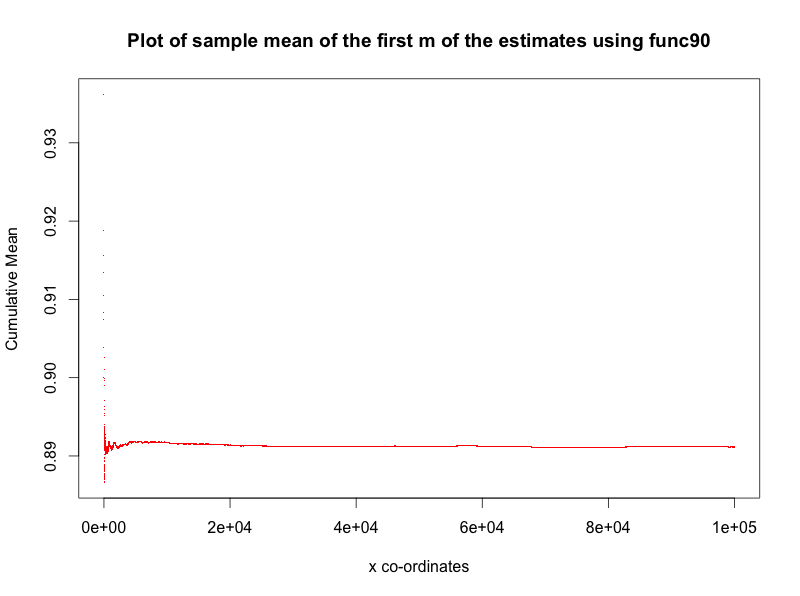 Plot of sample mean of the first m of the estimates using func90
Cumulative Mean
0.93
0.92
0.91
0.90
0.89
0e+00 2e+04 4e+04 6e+04 8e+04 1e+05
x co-ordinates